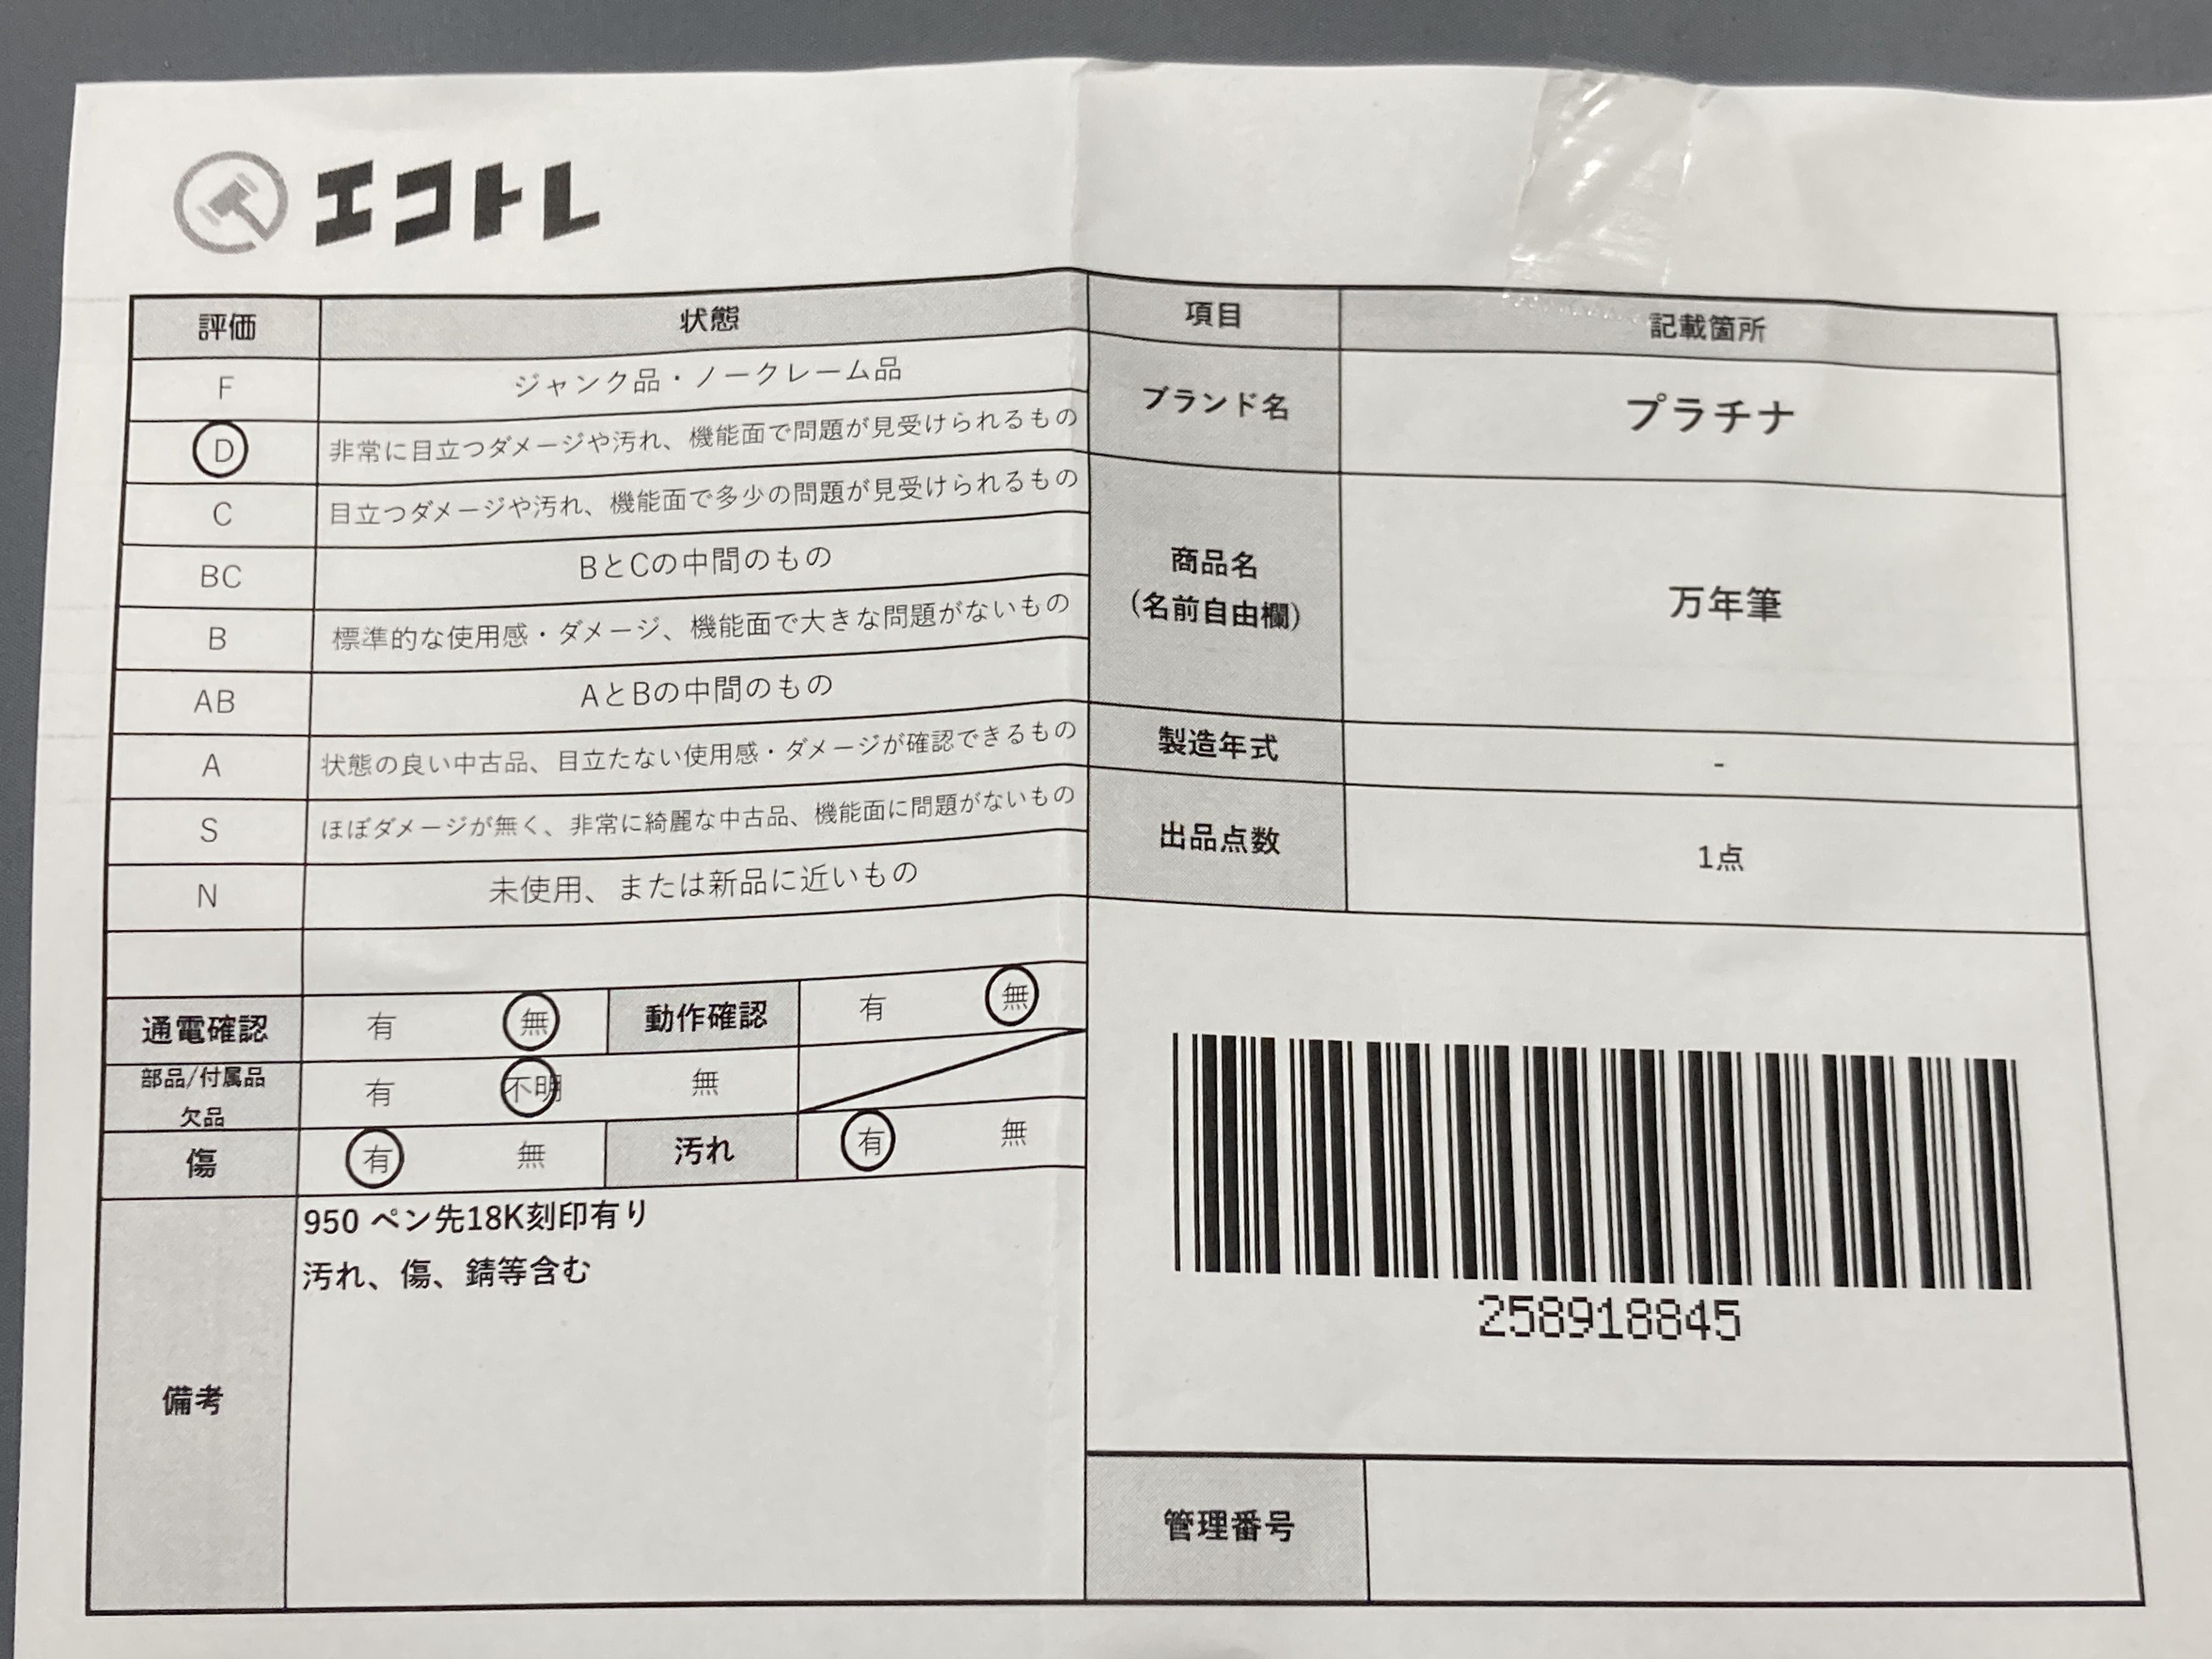 エコトレ
評価 状態
F ジャンク品・ノークレーム品
D 非常に目立つダメージや汚れ、機能面で問題が見受けられるもの
C 目立つダメージや汚れ、機能面で多少の問題が見受けられるもの
BC BとCの中間のもの
B 標準的な使用感・ダメージ、機能面で大きな問題がないもの
AB AとBの中間のもの
A 状態の良い中古品、目立たない使用感・ダメージが確認できるもの
S ほぼダメージが無く、非常に綺麗な中古品、機能面に問題がないもの
N 未使用、または新品に近いもの
通電確認 有 無 動作確認 有 無
部品/付属品
欠品 有 不明 無
傷 有 無 汚れ 有 無
備考
950 ペン先18K刻印有り
汚れ、傷、錆等含む
項目 記載箇所
ブランド名 プラチナ
商品名
(名前自由欄)
万年筆
製造年式 -
出品点数 1点
258918845
管理番号